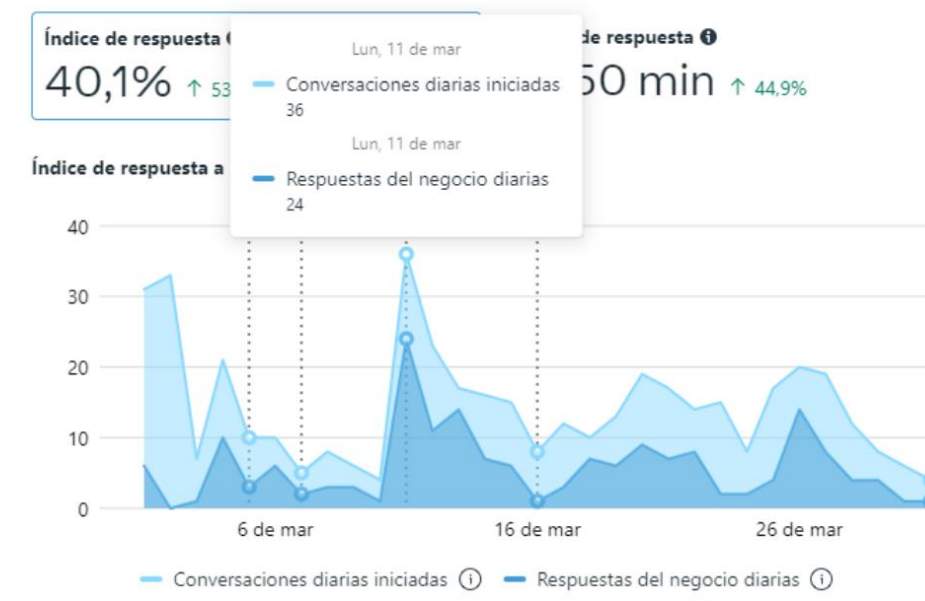 Índice de respuesta
40,1% ↑ 53
de respuesta
50 min ↑ 44,9%
Lun, 11 de mar
Conversaciones diarias iniciadas
36
Lun, 11 de mar
Respuestas del negocio diarias
24
Índice de respuesta a
40
30
20
10
0
6 de mar
16 de mar
26 de mar
Conversaciones diarias iniciadas
Respuestas del negocio diarias